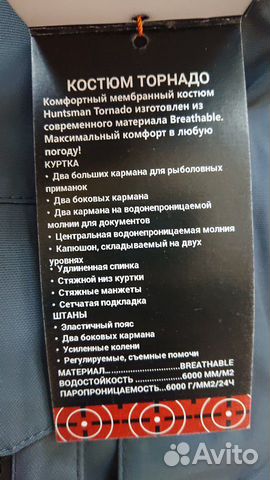 КОСТЮМ ТОРНАДО
Комфортный мембранный костюм
Huntsman Tornado изготовлен из
современного материала Breathable.
Максимальный комфорт в любую
погоду!
КУРТКА
• Два больших кармана для рыболовных
приманок
• Два боковых кармана
• Два кармана на водонепроницаемой
молнии для документов
• Центральная водонепроницаемая молния
• Капюшон, складываемый на двух
уровнях
• Удлиненная спинка
• Стяжной низ куртки
• Стяжные манжеты
• Сетчатая подкладка
ШТАНЫ
• Эластичный пояс
• Два боковых кармана
• Усиленные колени
• Регулируемые, съемные помочи
МАТЕРИАЛ...................BREATHABLE
ВОДОСТОЙКОСТЬ...............6000 ММ/М2
ПАРОПРОНИЦАЕМОСТЬ...6000 Г/ММ2/24Ч
Avito